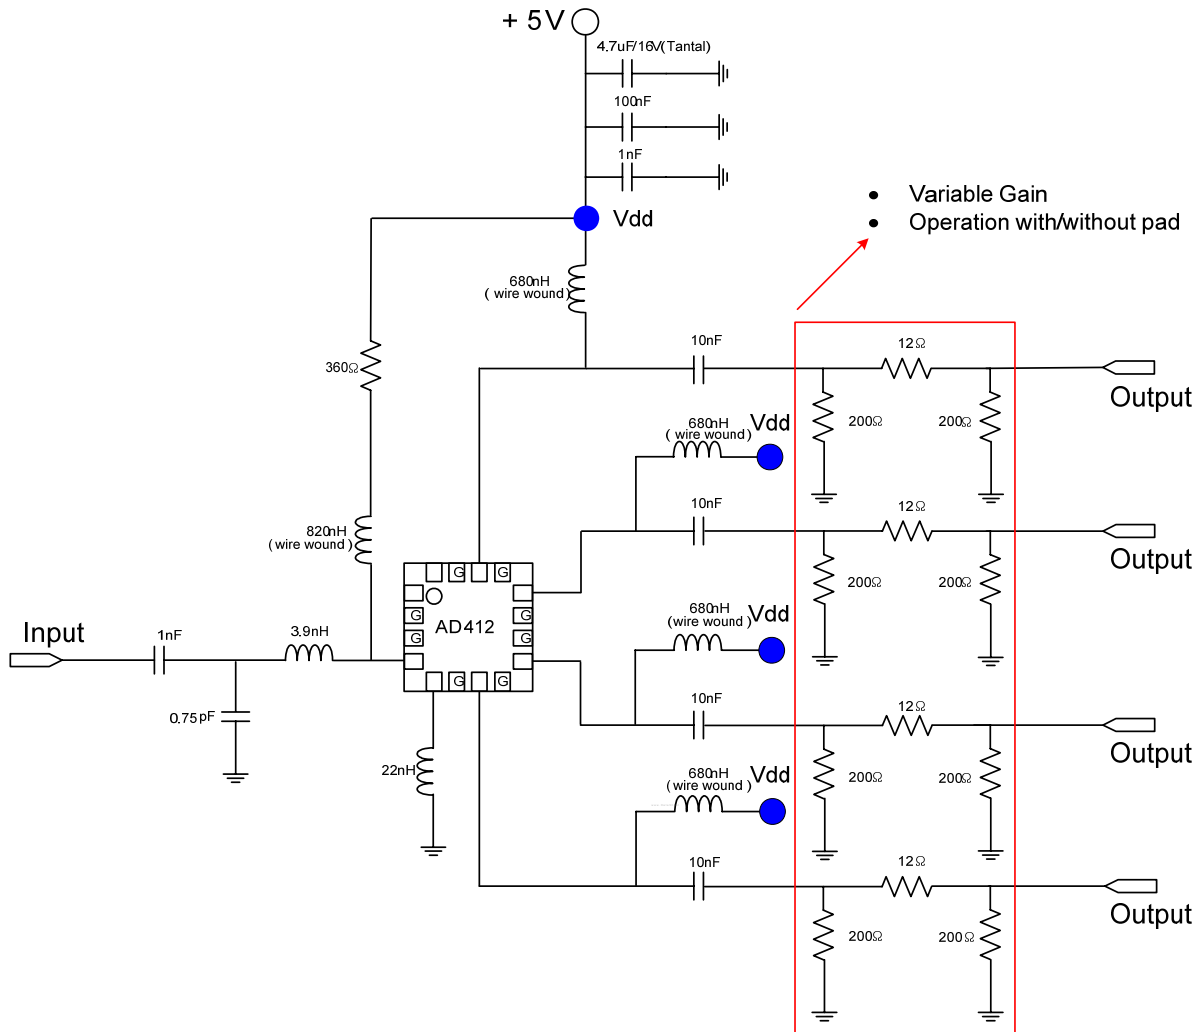 + 5V
4.7uF/16V(Tantal)
100nF
1nF
Vdd
• Variable Gain
• Operation with/without pad
680nH
( wire wound)
360Ω
10nF
12Ω
Output
200Ω
200Ω
680nH
( wire wound)
Vdd
10nF
12Ω
Output
820nH
(wire wound )
200Ω
200Ω
G
G
G
G
G
G
AD412
G
G
680nH
(wire wound )
Vdd
Input
1nF
3.9nH
0.75pF
10nF
12Ω
Output
22nH
200Ω
200Ω
680nH
( wire wound )
Vdd
10nF
12Ω
Output
200Ω
200Ω